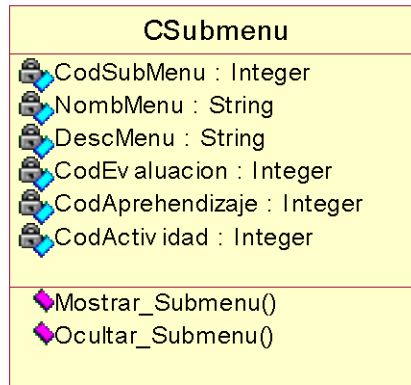 CSubmenu
CodSubMenu : Integer
NombMenu : String
DescMenu : String
CodEvaluacion : Integer
CodAprehendizaje : Integer
CodActividad : Integer
Mostrar_Submenu()
Ocultar_Submenu()